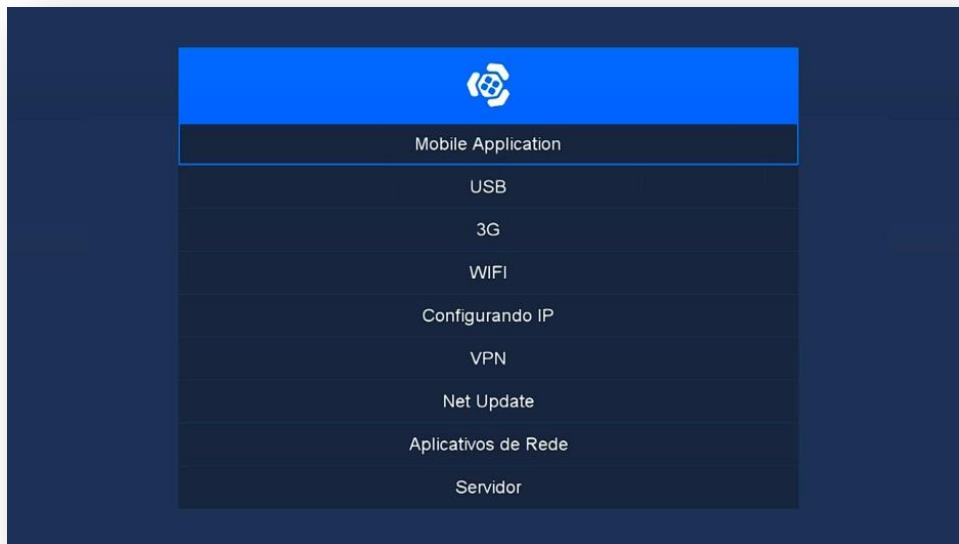 Mobile Application
USB
3G
WIFI
Configurando IP
VPN
Net Update
Aplicativos de Rede
Servidor